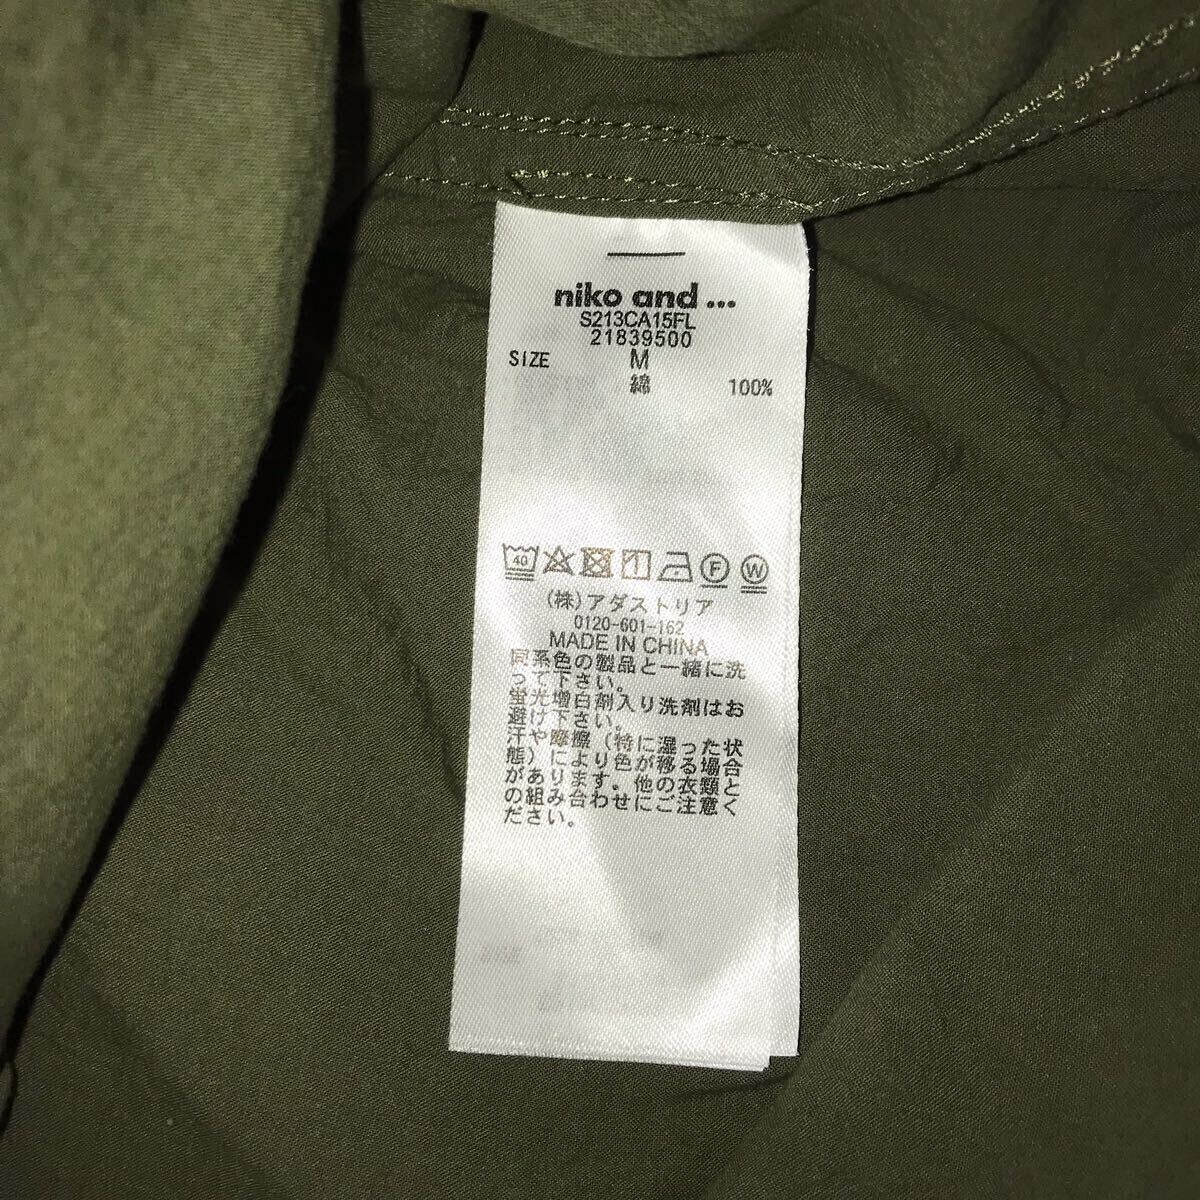 niko and ...
S213CA15FL
21839500
SIZE M
綿 100%
40 F W
(株)アダストリア
0120-601-162
MADE IN CHINA
同系色の製品と一緒に洗
って下さい。
蛍光増白剤入り洗剤はお
避け下さい。
汗や摩擦(特に湿った状
態)により色が移る場合
があります。他の衣類と
の組み合わせにご注意く
ださい。